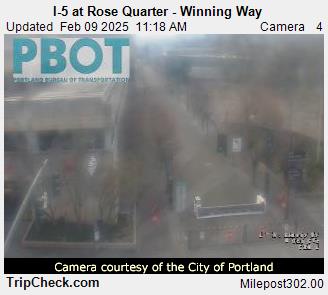 I-5 at Rose Quarter - Winning Way
Updated Feb 09 2025 11:18 AM Camera 4
PBOT
PORTLAND BUREAU OF TRANSPORTATION
Camera courtesy of the City of Portland
TripCheck.com Milepost302.00